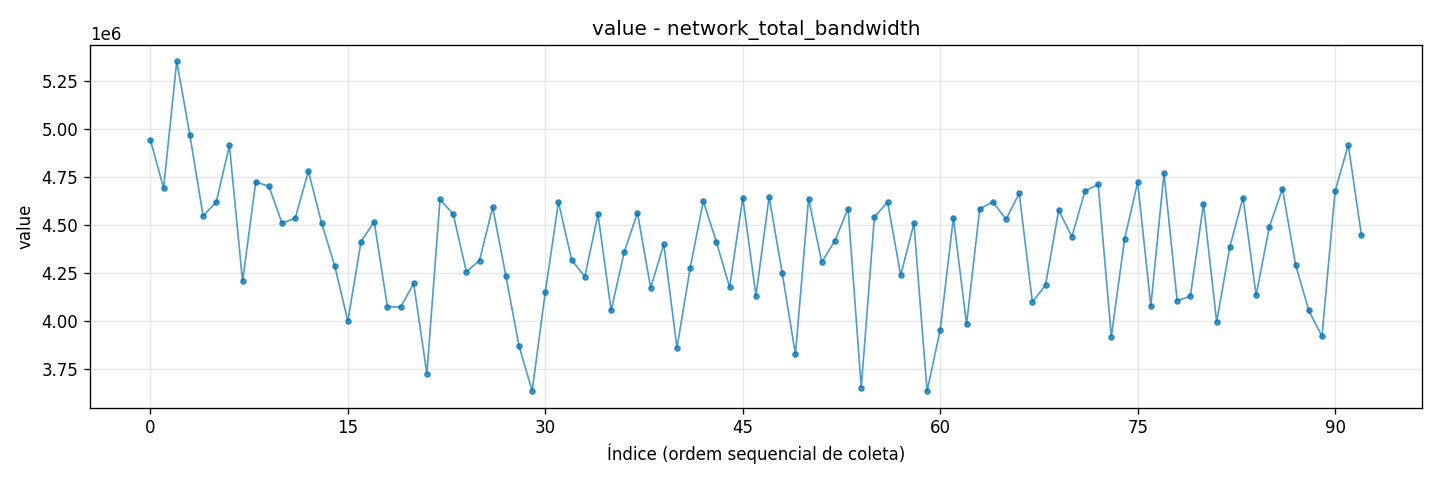 value - network_total_bandwidth
1e6
5.25
5.00
4.75
4.50
4.25
4.00
3.75
value
0 15 30 45 60 75 90
Índice (ordem sequencial de coleta)